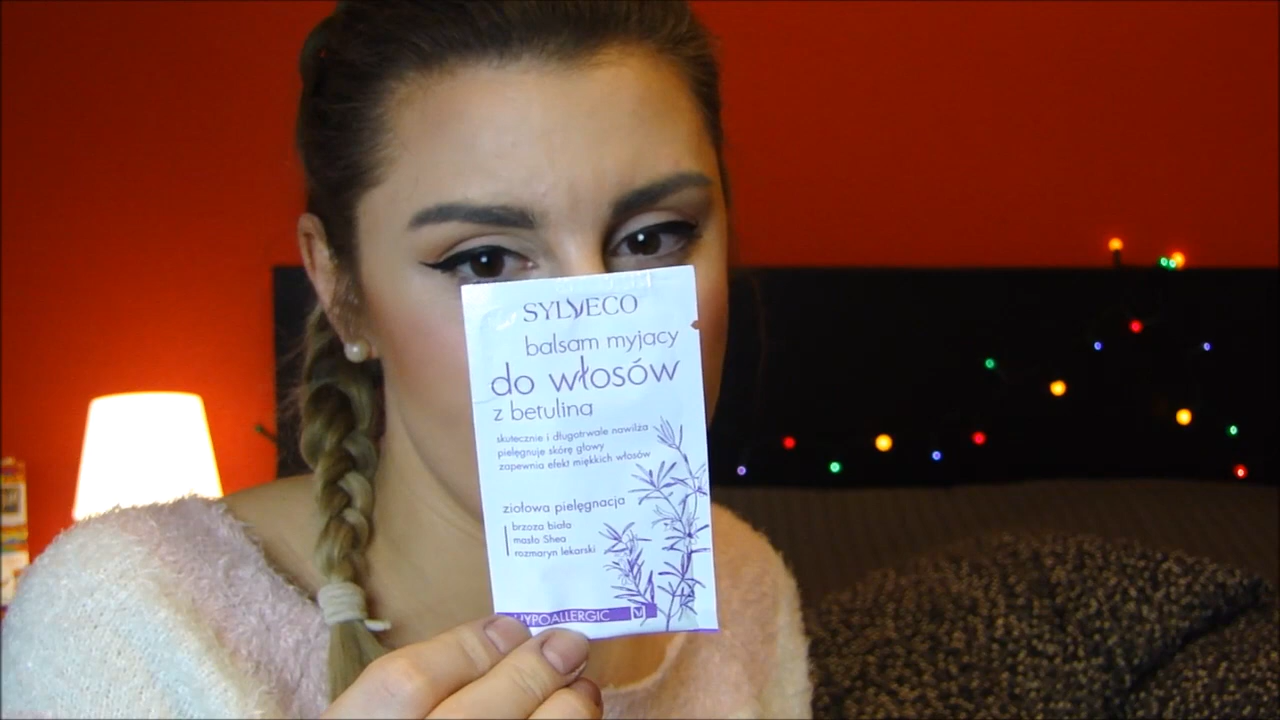 SYLVECO
balsam myjący
do włosów
z betuliną
skutecznie i długotrwale nawilża
pielęgnuje skórę głowy
zapewnia efekt miękkich włosów
ziołowa pielęgnacja
brzoza biała
masło Shea
rozmaryn lekarski
HYPOALLERGIC